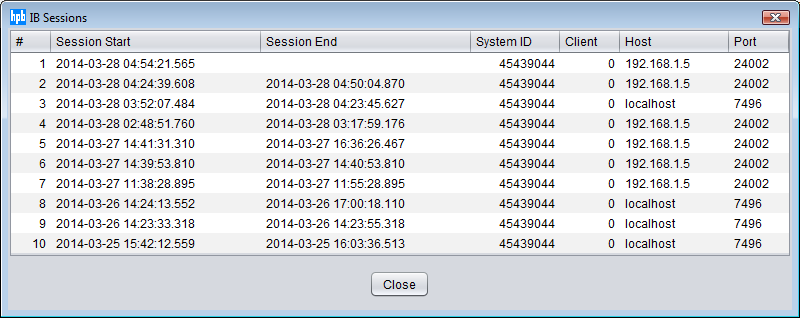 hpb IB Sessions
# Session Start Session End System ID Client Host Port
1 2014-03-28 04:54:21.565 45439044 0 192.168.1.5 24002
2 2014-03-28 04:24:39.608 2014-03-28 04:50:04.870 45439044 0 192.168.1.5 24002
3 2014-03-28 03:52:07.484 2014-03-28 04:23:45.627 45439044 0 localhost 7496
4 2014-03-28 02:48:51.760 2014-03-28 03:17:59.176 45439044 0 192.168.1.5 24002
5 2014-03-27 14:41:31.310 2014-03-27 16:36:26.467 45439044 0 192.168.1.5 24002
6 2014-03-27 14:39:53.810 2014-03-27 14:40:53.810 45439044 0 192.168.1.5 24002
7 2014-03-27 11:38:28.895 2014-03-27 11:55:28.895 45439044 0 192.168.1.5 24002
8 2014-03-26 14:24:13.552 2014-03-26 17:00:18.110 45439044 0 localhost 7496
9 2014-03-26 14:23:33.318 2014-03-26 14:23:55.318 45439044 0 localhost 7496
10 2014-03-25 15:42:12.559 2014-03-25 16:03:36.513 45439044 0 localhost 7496
Close